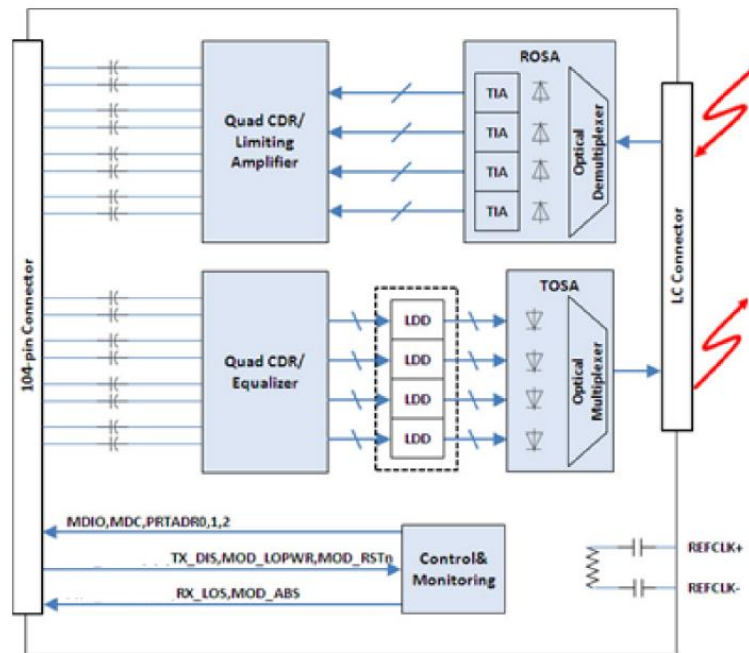 ROSA
Quad CDR/
Limiting
Amplifier
TIA
TIA
TIA
TIA
Optical
Demultiplexer
104-pin Connector
LC Connector
TOSA
Quad CDR/
Equalizer
LDD
LDD
LDD
LDD
Optical
Multiplexer
MDIO,MDC,PRTADR0,1,2
TX_DIS,MOD_LOPWR,MOD_RSTn
RX_LOS,MOD_ABS
Control&
Monitoring
REFCLK+
REFCLK-